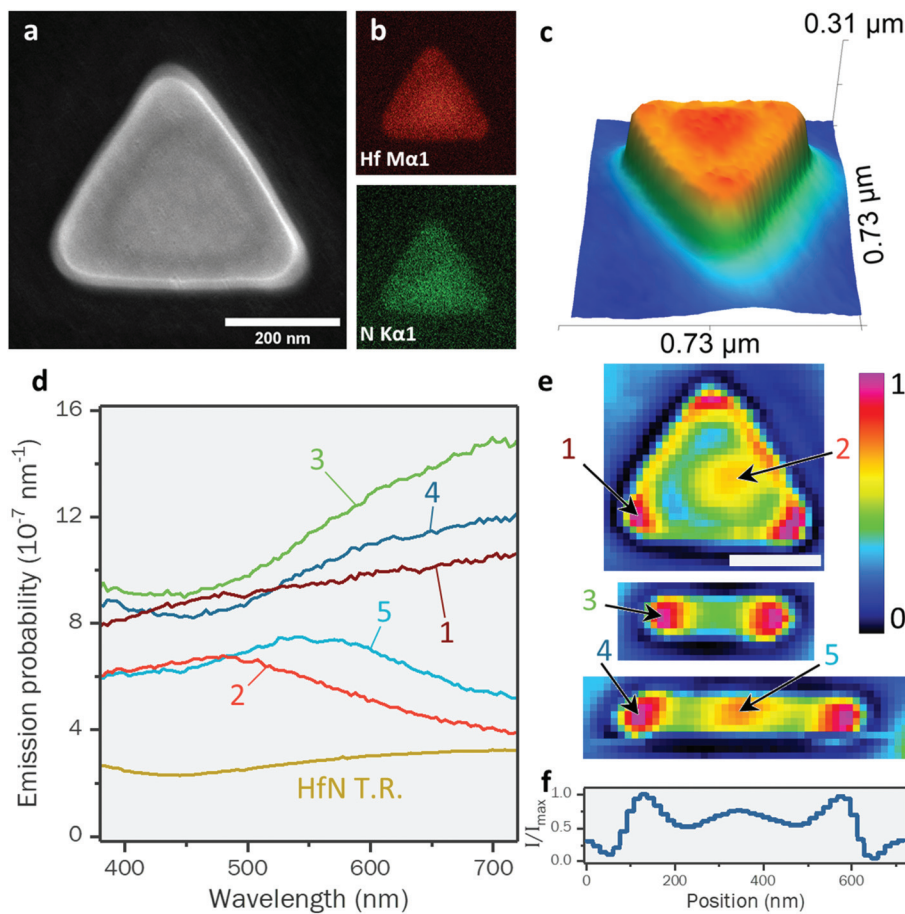 a
200 nm
b
Hf Mα1
N Kα1
c
0.31 µm
0.73 µm
0.73 µm
d
Emission probability (10⁻⁷ nm⁻¹)
16
12
8
4
0
3
4
1
5
2
HfN T.R.
400
500
600
700
Wavelength (nm)
e
1
2
3
4
5
1
0
f
I/Imax
1.0
0.5
0.0
0
200
400
600
Position (nm)